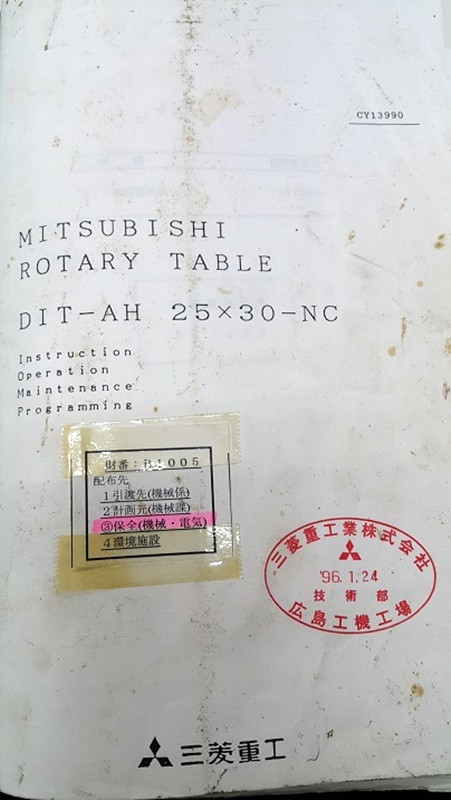 CY13990
MITSUBISHI
ROTARY TABLE
DIT-AH 25×30-NC
Instruction
Operation
Maintenance
Programming
財番:H1005
配布先
1引渡先(機械係)
2計画元(機械課)
③保全(機械・電気)
4環境施設
三菱重工業株式会社
'96.1.24
技術部
広島工機工場
三菱重工